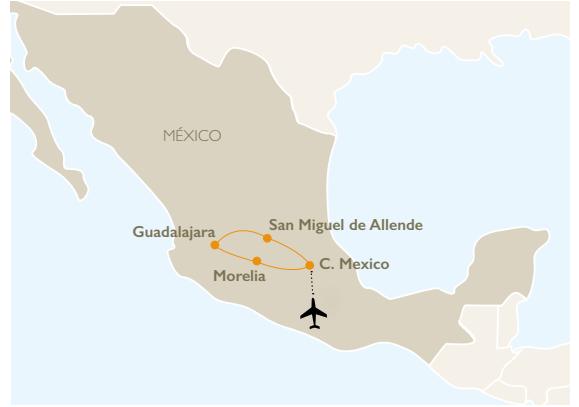 MÉXICO
San Miguel de Allende
Guadalajara
C. Mexico
Morelia